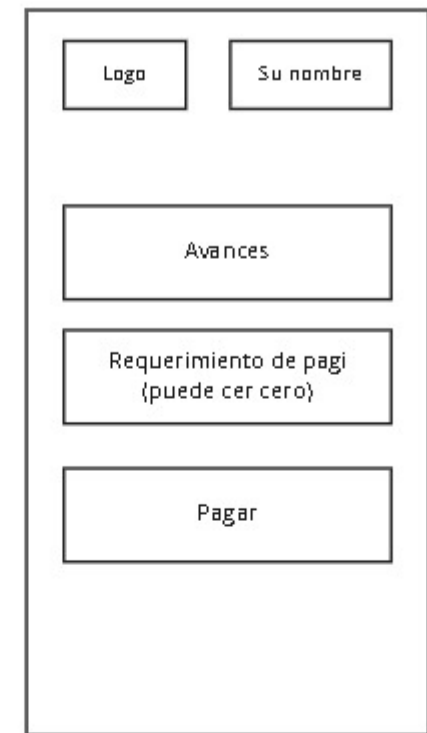 Logo
Su nombre
Avances
Requerimiento de pagi
(puede cer cero)
Pagar